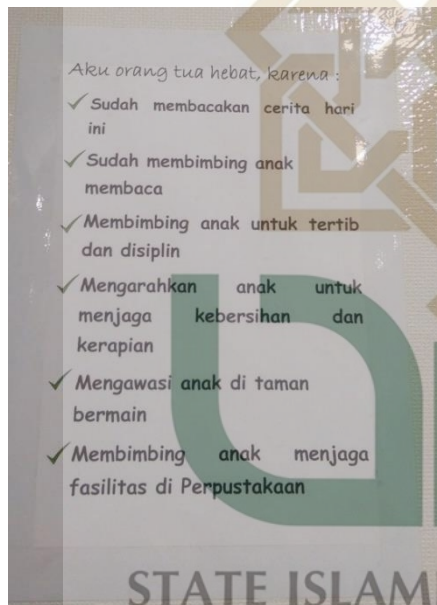 Aku orang tua hebat, karena :
✓ Sudah membacakan cerita hari
ini
✓ Sudah membimbing anak
membaca
✓ Membimbing anak untuk tertib
dan disiplin
✓ Mengarahkan anak untuk
menjaga kebersihan dan
kerapian
✓ Mengawasi anak di taman
bermain
✓ Membimbing anak menjaga
fasilitas di Perpustakaan
STATE ISLAM